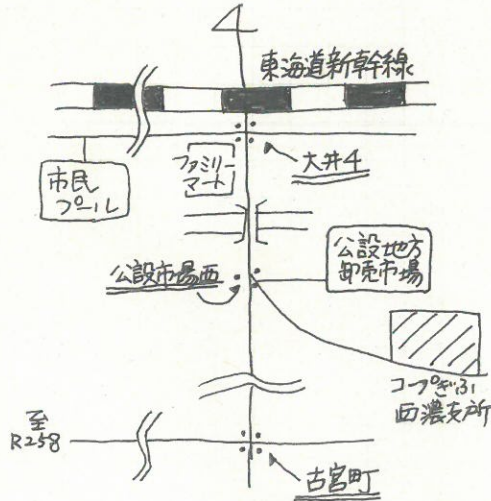 4
東海道新幹線
市民
プール
ファミリー
マート
大井4
公設市場西
公設地方
卸売市場
コープぎふ
西濃支所
至
R258
古宮町